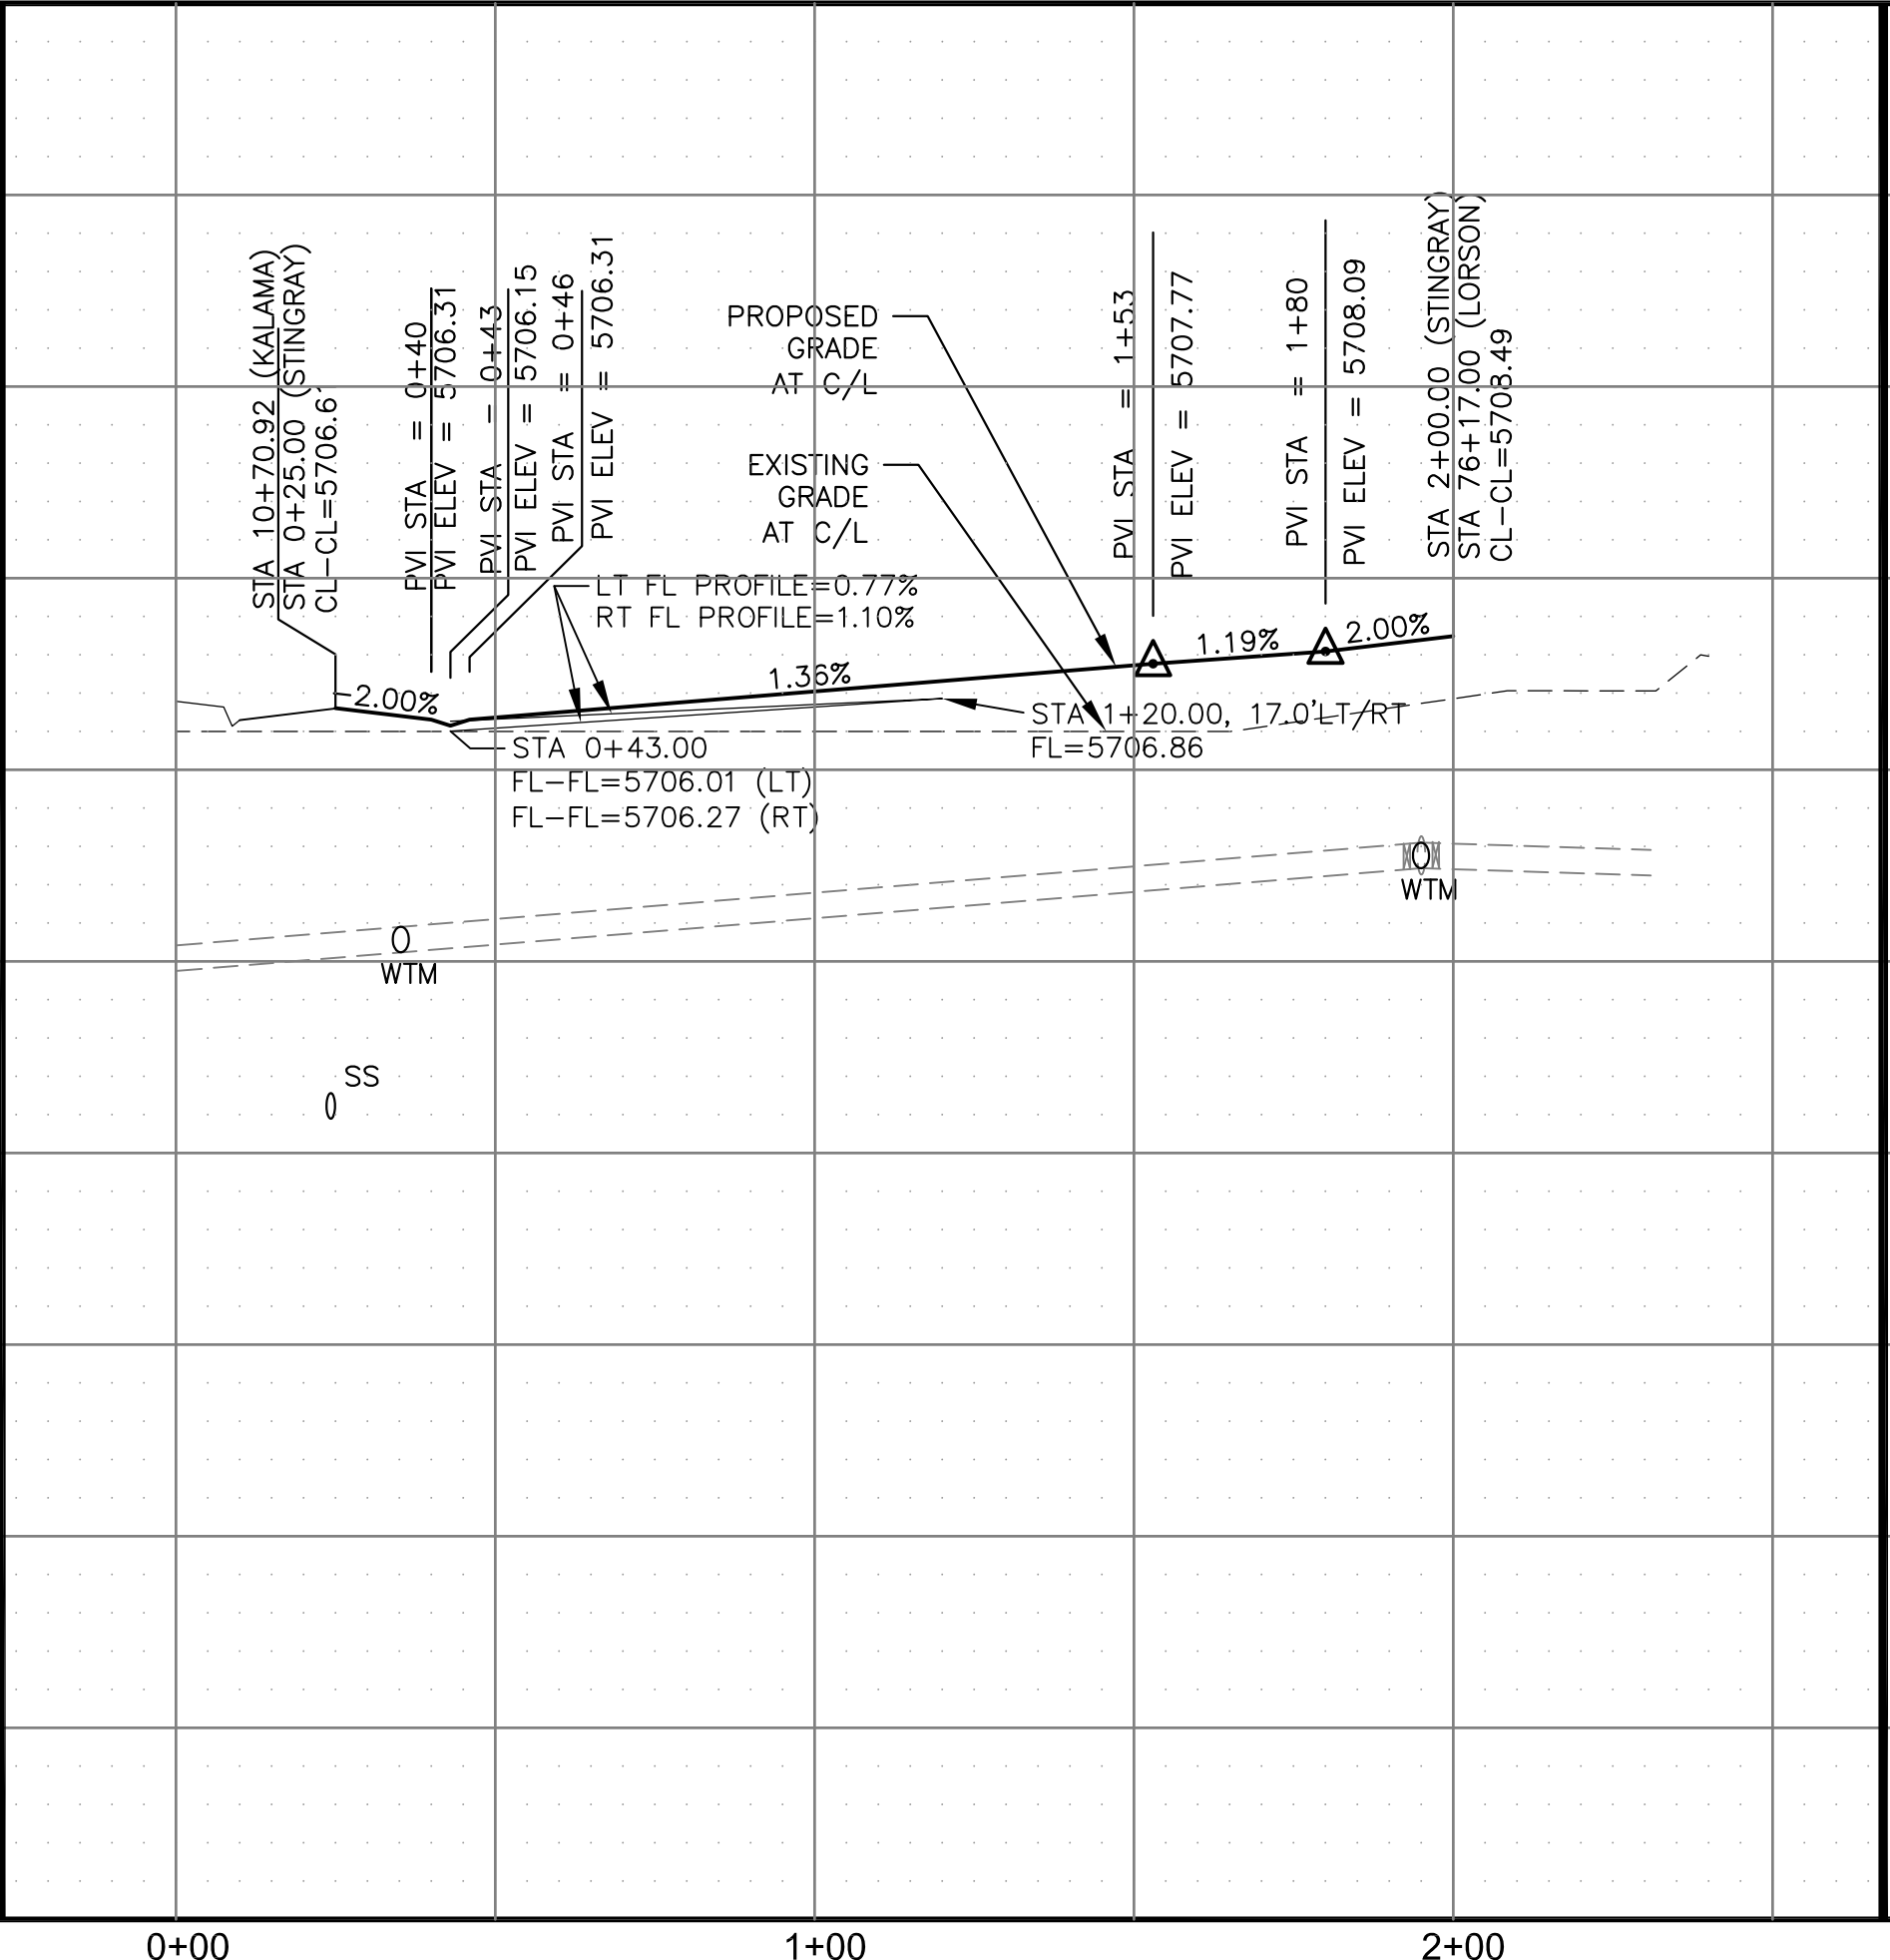 STA 10+70.92 (KALAMA)
STA 0+25.00 (STINGRAY)
CL-CL=5706.6
PVI STA = 0+40
PVI ELEV = 5706.31
PVI STA - 0+43
PVI ELEV = 5706.15
PVI STA = 0+46
PVI ELEV = 5706.31
PROPOSED
GRADE
AT C/L
EXISTING
GRADE
AT C/L
PVI STA = 1+53
PVI ELEV = 5707.77
PVI STA = 1+80
PVI ELEV = 5708.09
STA 2+00.00 (STINGRAY)
STA 76+17.00 (LORSON)
CL-CL=5708.49
LT FL PROFILE=0.77%
RT FL PROFILE=1.10%
-2.00%
1.36%
1.19%
2.00%
STA 1+20.00, 17.0'LT/RT
FL=5706.86
STA 0+43.00
FL-FL=5706.01 (LT)
FL-FL=5706.27 (RT)
WTM
WTM
SS
0+00
1+00
2+00